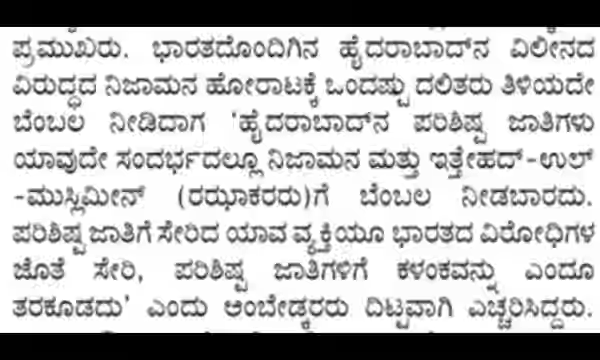 ಪ್ರಮುಖರು. ಭಾರತದೊಂದಿಗಿನ ಹೈದರಾಬಾದ್‌ನ ವಿಲೀನದ
ವಿರುದ್ಧದ ನಿಜಾಮನ ಹೋರಾಟಕ್ಕೆ ಒಂದಷ್ಟು ದಲಿತರು ತಿಳಿಯದೇ
ಬೆಂಬಲ ನೀಡಿದಾಗ 'ಹೈದರಾಬಾದ್‌ನ ಪರಿಶಿಷ್ಟ ಜಾತಿಗಳು
ಯಾವುದೇ ಸಂದರ್ಭದಲ್ಲೂ ನಿಜಾಮನ ಮತ್ತು ಇತ್ತೇಹದ್-ಉಲ್
-ಮುಸ್ಲಿಮೀನ್ (ರಝಾಕರರು)ಗೆ ಬೆಂಬಲ ನೀಡಬಾರದು.
ಪರಿಶಿಷ್ಟ ಜಾತಿಗೆ ಸೇರಿದ ಯಾವ ವ್ಯಕ್ತಿಯೂ ಭಾರತದ ವಿರೋಧಿಗಳ
ಜೊತೆ ಸೇರಿ, ಪರಿಶಿಷ್ಟ ಜಾತಿಗಳಿಗೆ ಕಳಂಕವನ್ನು ಎಂದೂ
ತರಕೂಡದು' ಎಂದು ಅಂಬೇಡ್ಕರರು ದಿಟ್ಟವಾಗಿ ಎಚ್ಚರಿಸಿದ್ದರು.